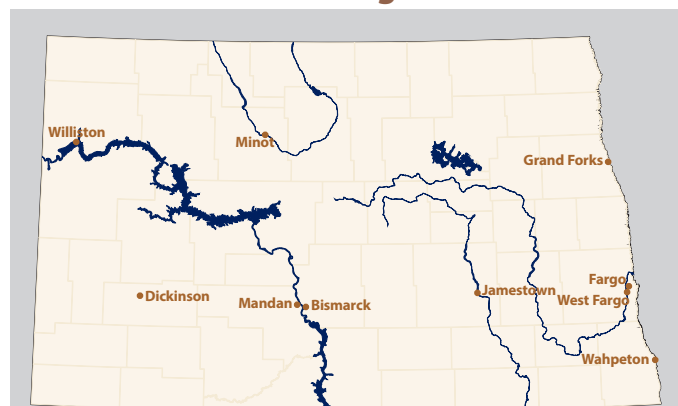 Williston
Minot
Grand Forks
Dickinson
Mandan
Bismarck
Jamestown
Fargo
West Fargo
Wahpeton